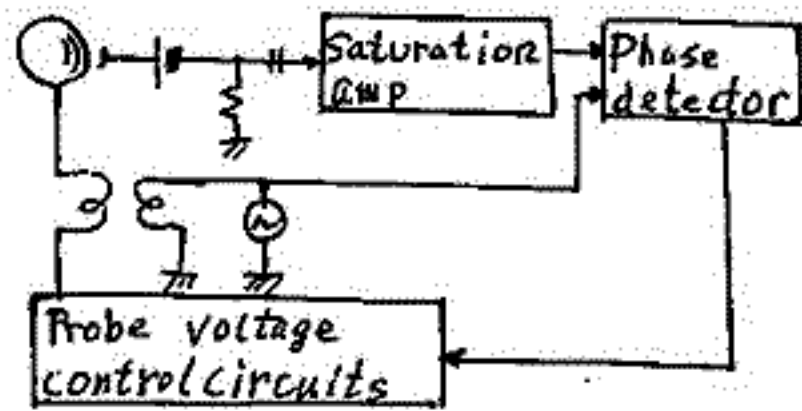 Saturation
amp
Phase
detector
Probe voltage
control circuits